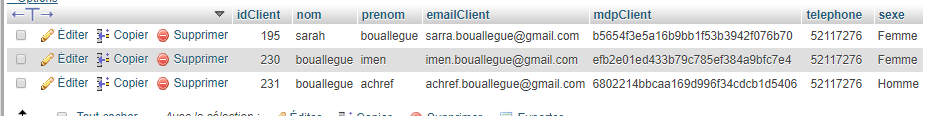 Options
idClient nom prenom emailClient mdpClient telephone sexe
Éditer Copier Supprimer 195 sarah bouallegue sarra.bouallegue@gmail.com b5654f3e5a16b9bb1f53b3942f076b70 52117276 Femme
Éditer Copier Supprimer 230 bouallegue imen imen.bouallegue@gmail.com efb2e01ed433b79c785ef384a9bfc7e4 52117276 Femme
Éditer Copier Supprimer 231 bouallegue achref achref.bouallegue@gmail.com 6802214bbcaa169d996f34cdcb1d5406 52117276 Homme
Tout cocher Avec la sélection : Éditer Copier Supprimer Exporter